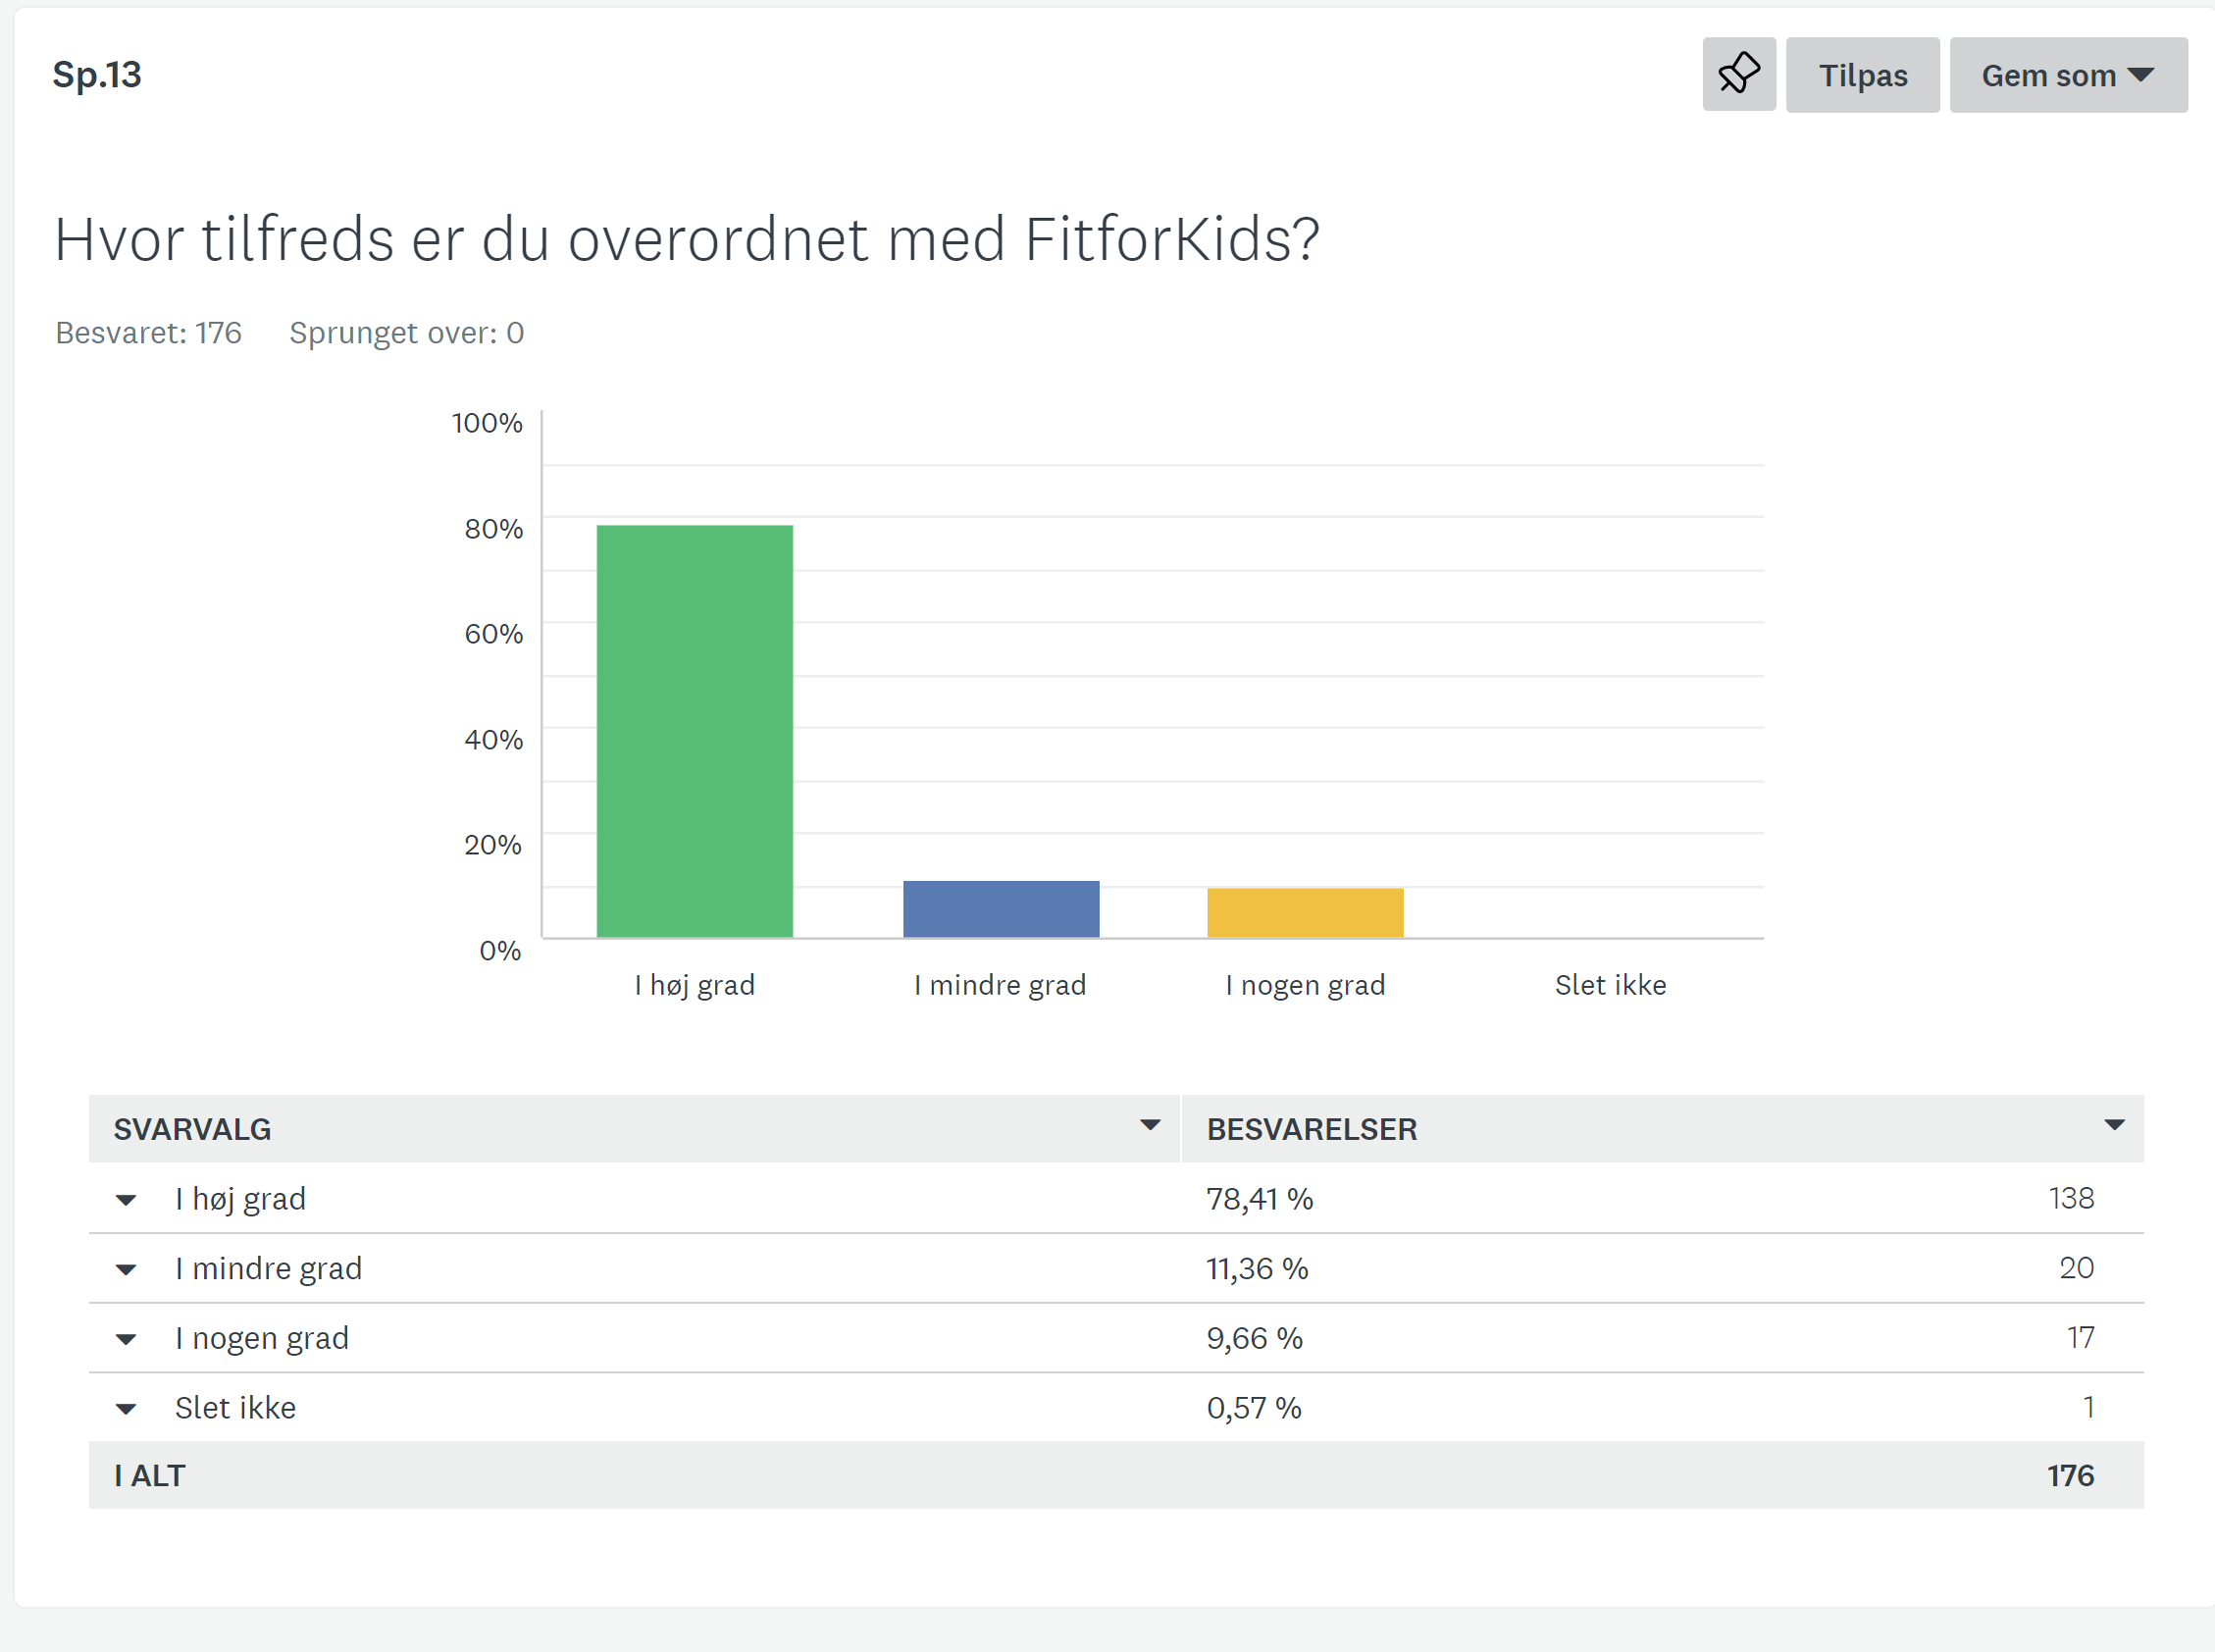 Sp.13
Tilpas
Gem som
Hvor tilfreds er du overordnet med FitforKids?
Besvaret: 176 Sprunget over: 0
100%
80%
60%
40%
20%
0%
I høj grad I mindre grad I nogen grad Slet ikke
SVARVALG BESVARELSER
I høj grad 78,41 % 138
I mindre grad 11,36 % 20
I nogen grad 9,66 % 17
Slet ikke 0,57 % 1
I ALT 176